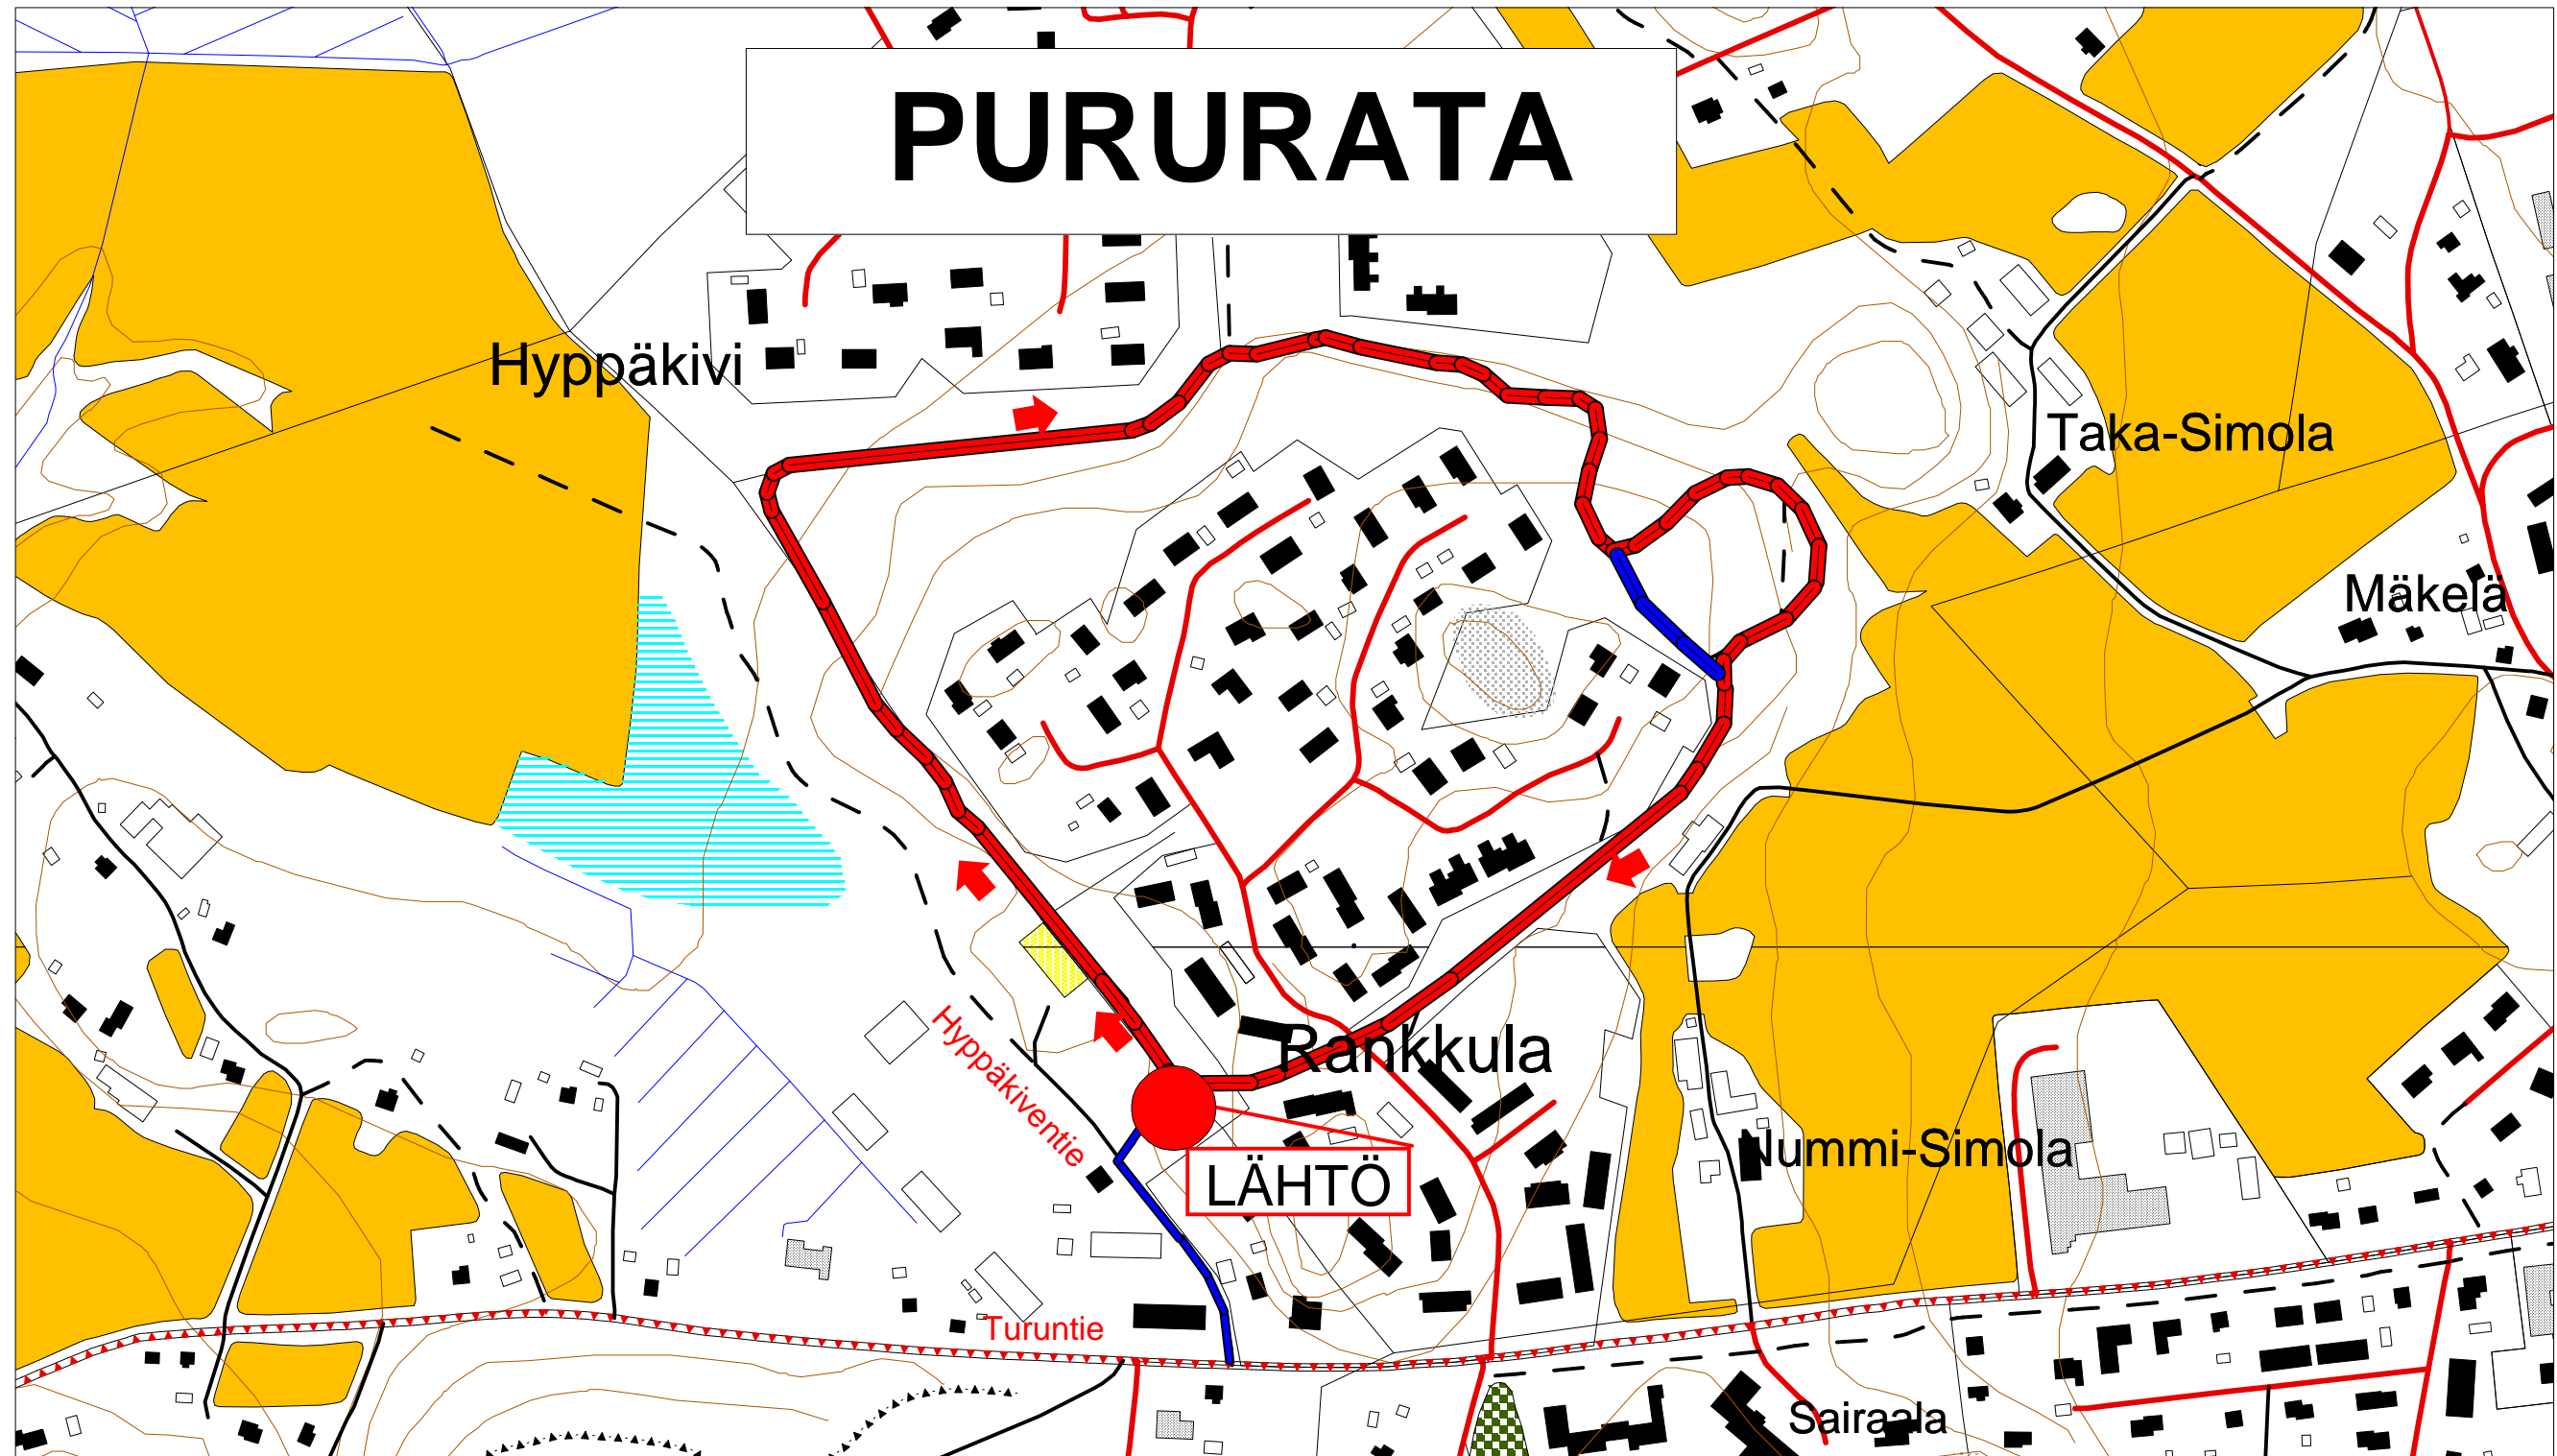 PURURATA
Hyppäkivi
Taka-Simola
Mäkelä
Hyppäkiventie
Rankkula
Nummi-Simola
LÄHTÖ
Turuntie
Sairaala